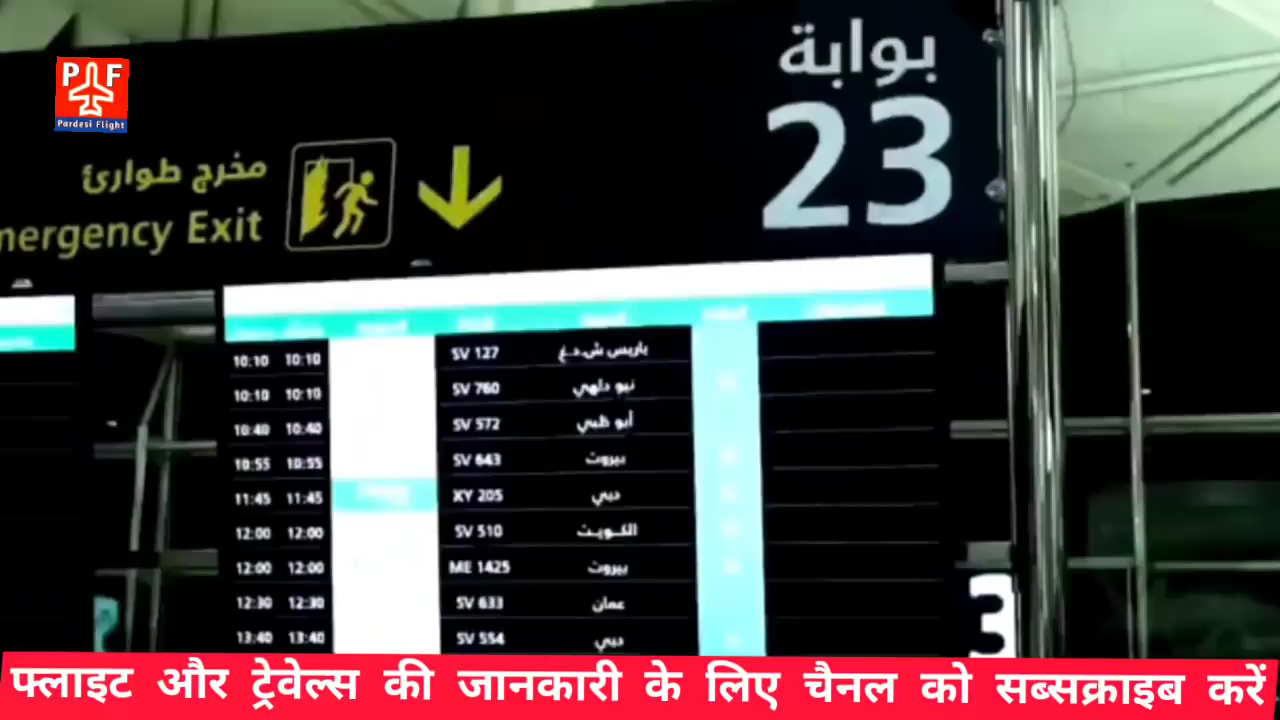 P F
Pardesi Flight
بوابة
23
مخرج طوارئ
mergency Exit
10:10 10:10 SV 127 باريس ش.د.غ
10:10 10:10 SV 760 نيو دلهي
10:40 10:40 SV 572 أبو ظبي
10:55 10:55 SV 643 بيروت
11:45 11:45 XY 205 دبي
12:00 12:00 SV 510 الكويت
12:00 12:00 ME 1425 بيروت
12:30 12:30 SV 633 عمان
13:40 13:40 SV 554 دبي
3
फ्लाइट और ट्रेवेल्स की जानकारी के लिए चैनल को सब्सक्राइब करें